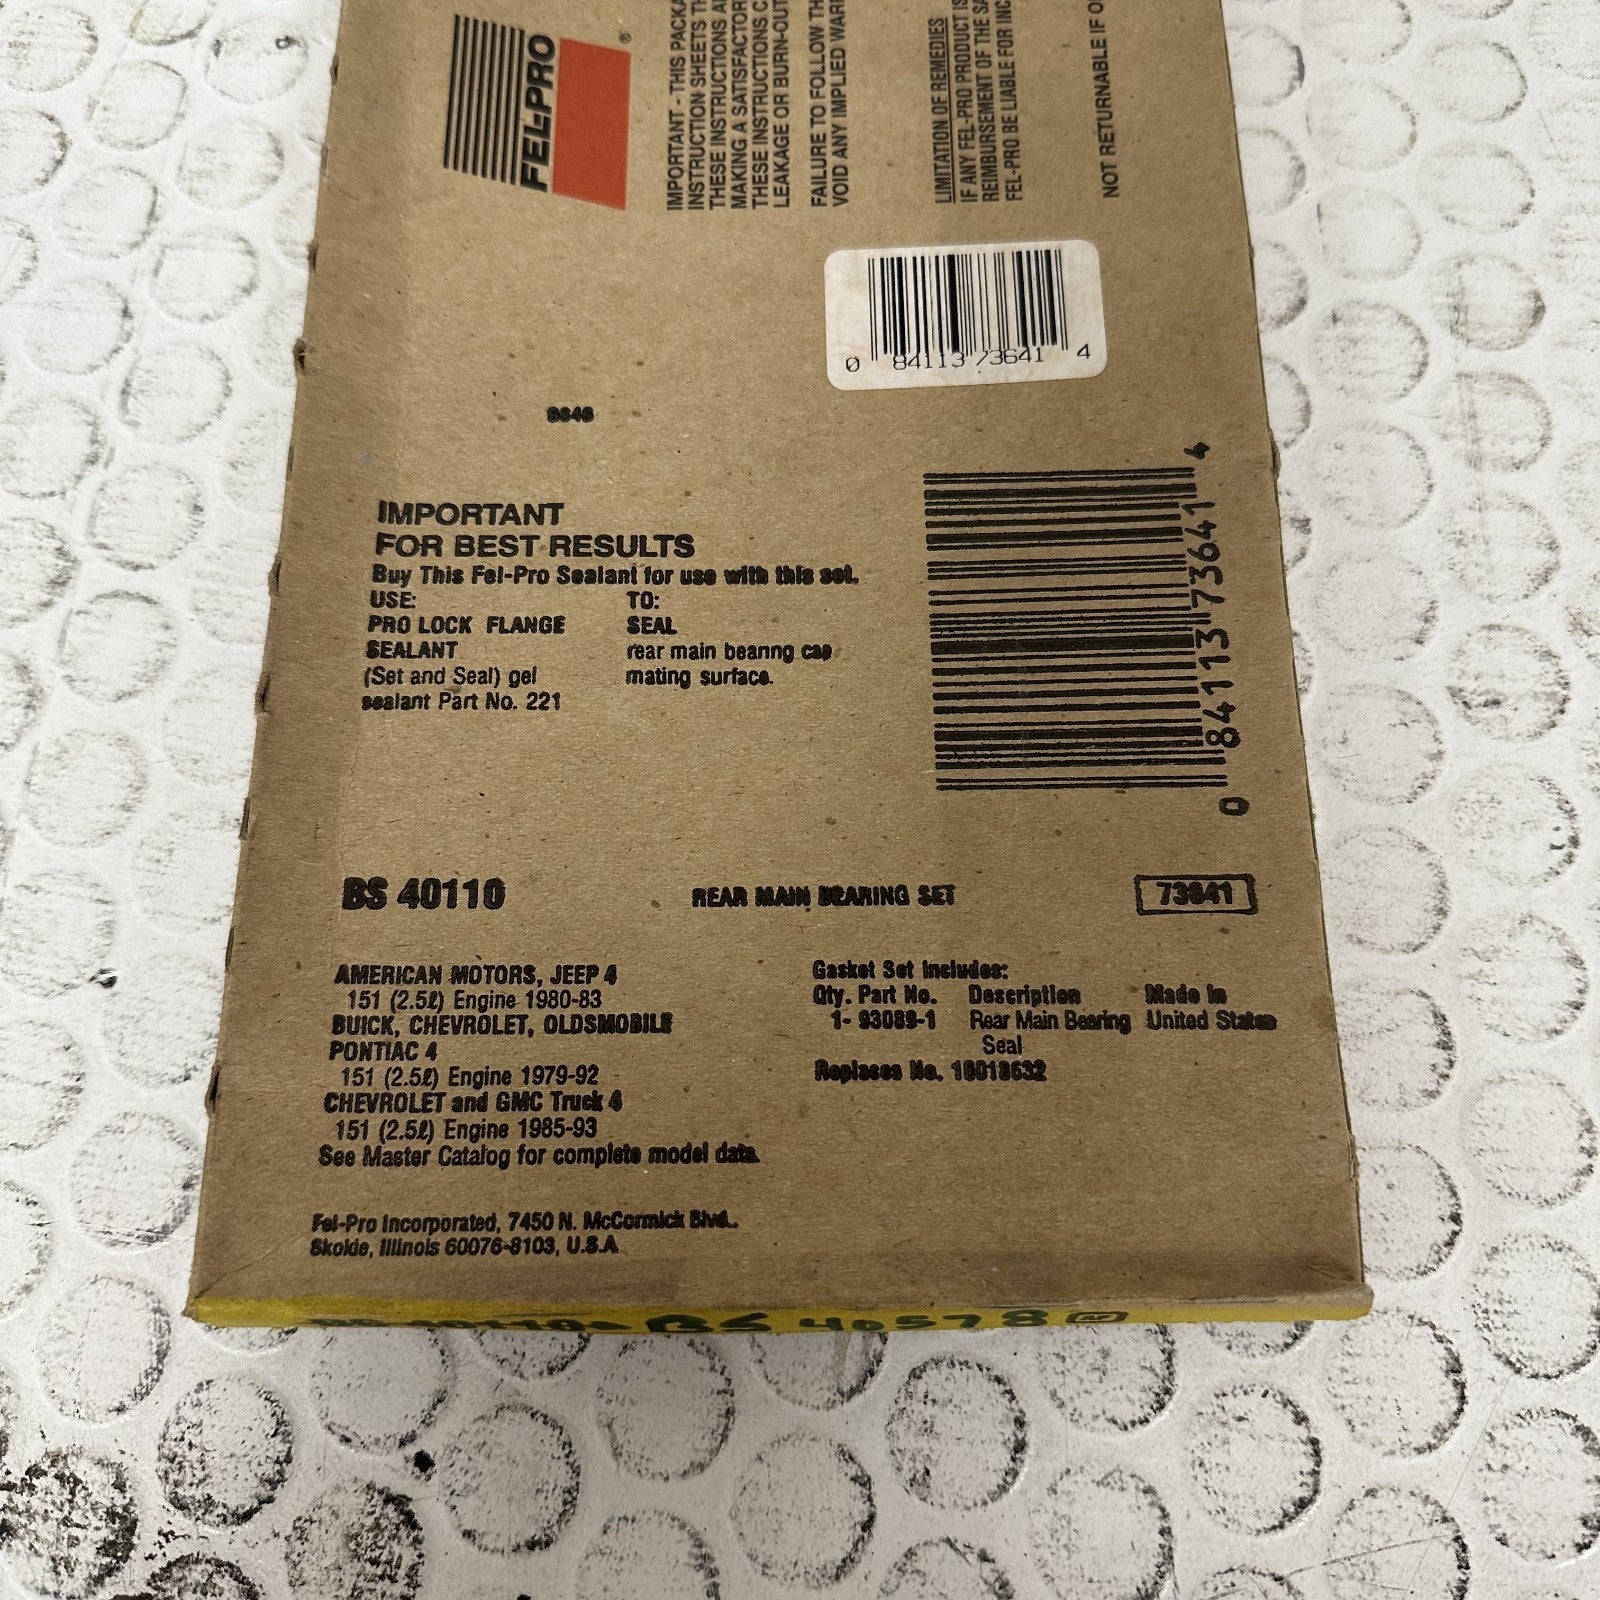 FEL-PRO®
IMPORTANT - THIS
INSTRUCTION SHEETS
THESE INSTRUCTIONS
MAKING A SATISFACTORY
THESE INSTRUCTIONS
LEAKAGE OR BURN-OUT
FAILURE TO FOLLOW
VOID ANY IMPLIED
LIMITATION OF REMEDIES
IF ANY FEL-PRO PRODUCT IS
REIMBURSEMENT OF THE
FEL-PRO BE LIABLE FOR
NOT RETURNABLE IF
0 84113 73641 4
IMPORTANT
FOR BEST RESULTS
Buy This Fel-Pro Sealant for use with this set.
USE: TO:
PRO LOCK FLANGE SEAL
SEALANT rear main bearing cap
(Set and Seal) gel mating surface.
sealant Part No. 221
0 84113 73641 4
BS 40110 REAR MAIN BEARING SET 73641
AMERICAN MOTORS, JEEP 4
151 (2.5ℓ) Engine 1980-83
BUICK, CHEVROLET, OLDSMOBILE
PONTIAC 4
151 (2.5ℓ) Engine 1979-92
CHEVROLET and GMC Truck 4
151 (2.5ℓ) Engine 1985-93
See Master Catalog for complete model data.
Gasket Set Includes:
Qty. Part No. Description Made in
1- 93089-1 Rear Main Bearing United States
Seal
Replaces No. 10018632
Fel-Pro Incorporated, 7450 N. McCormick Blvd.,
Skokie, Illinois 60076-8103, U.S.A
BS 40110 BS 40578